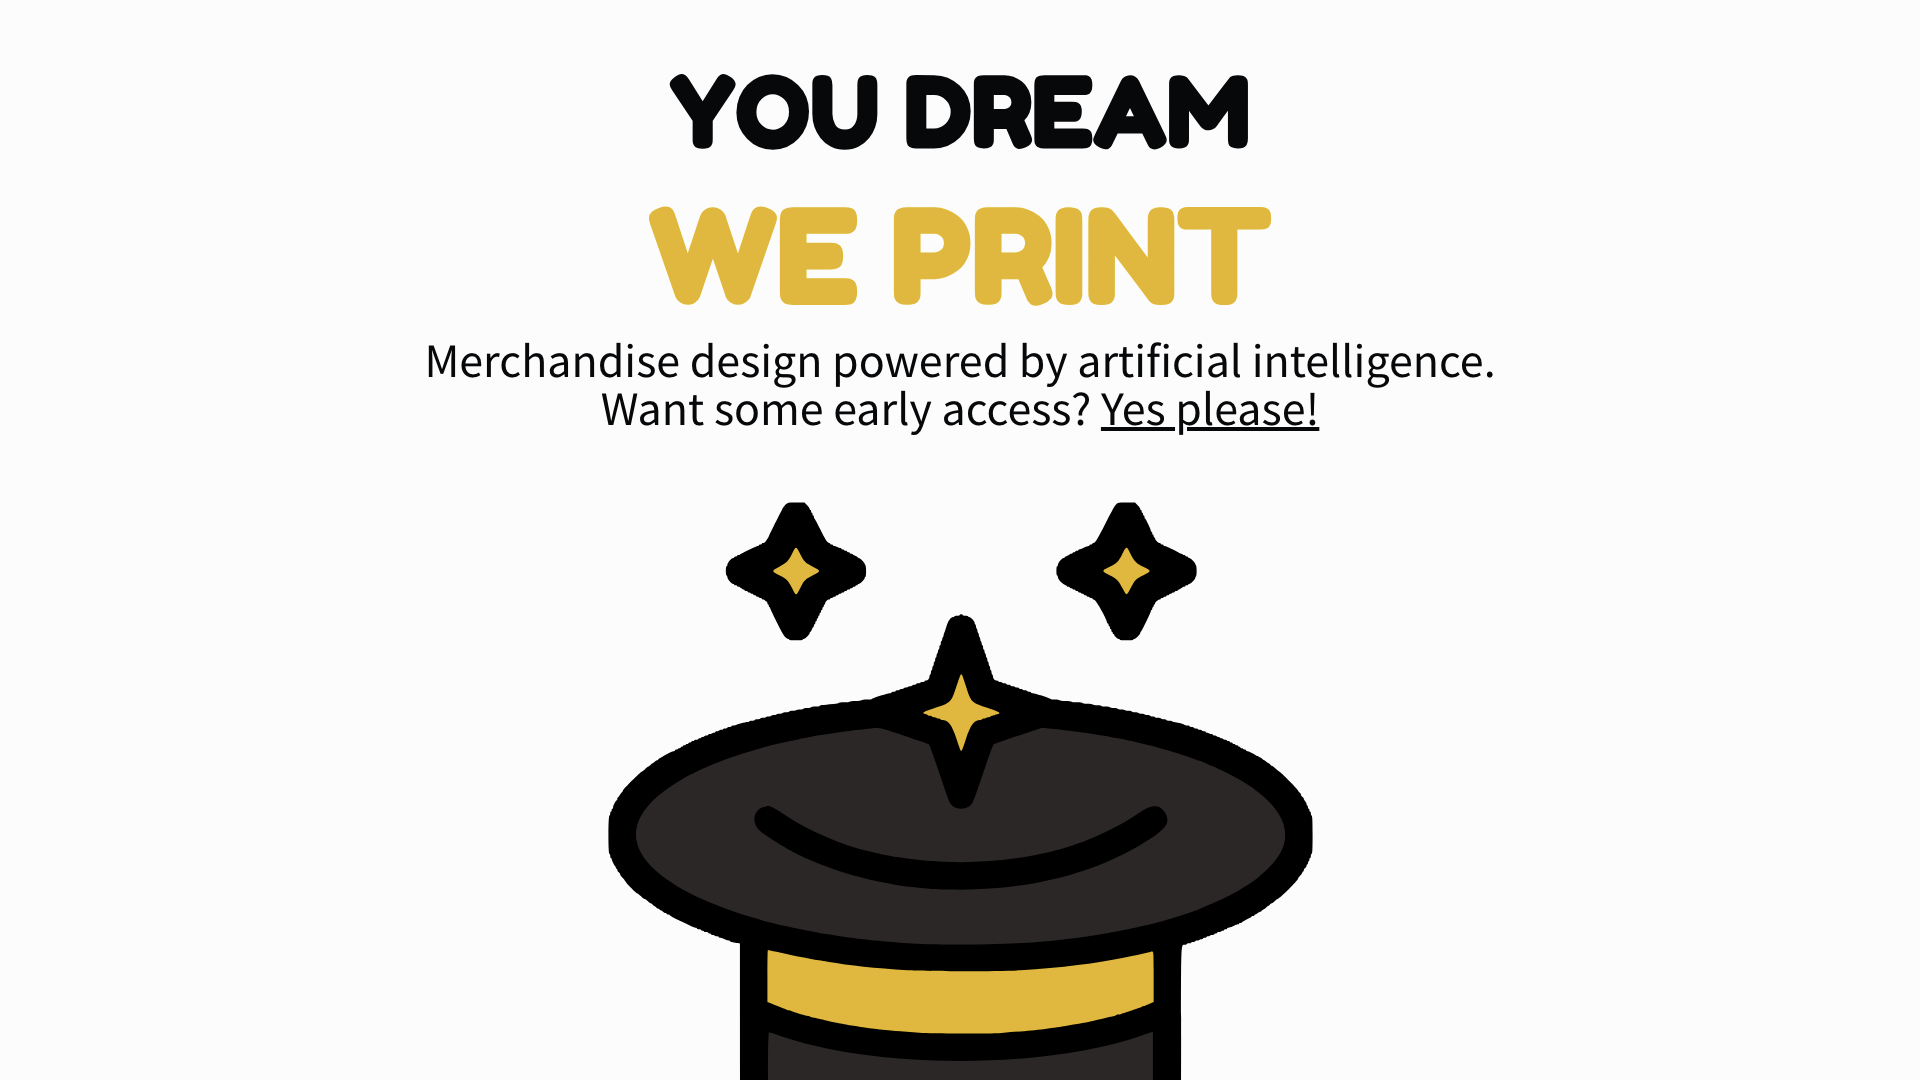 YOU DREAM
WE PRINT
Merchandise design powered by artificial intelligence.
Want some early access? Yes please!